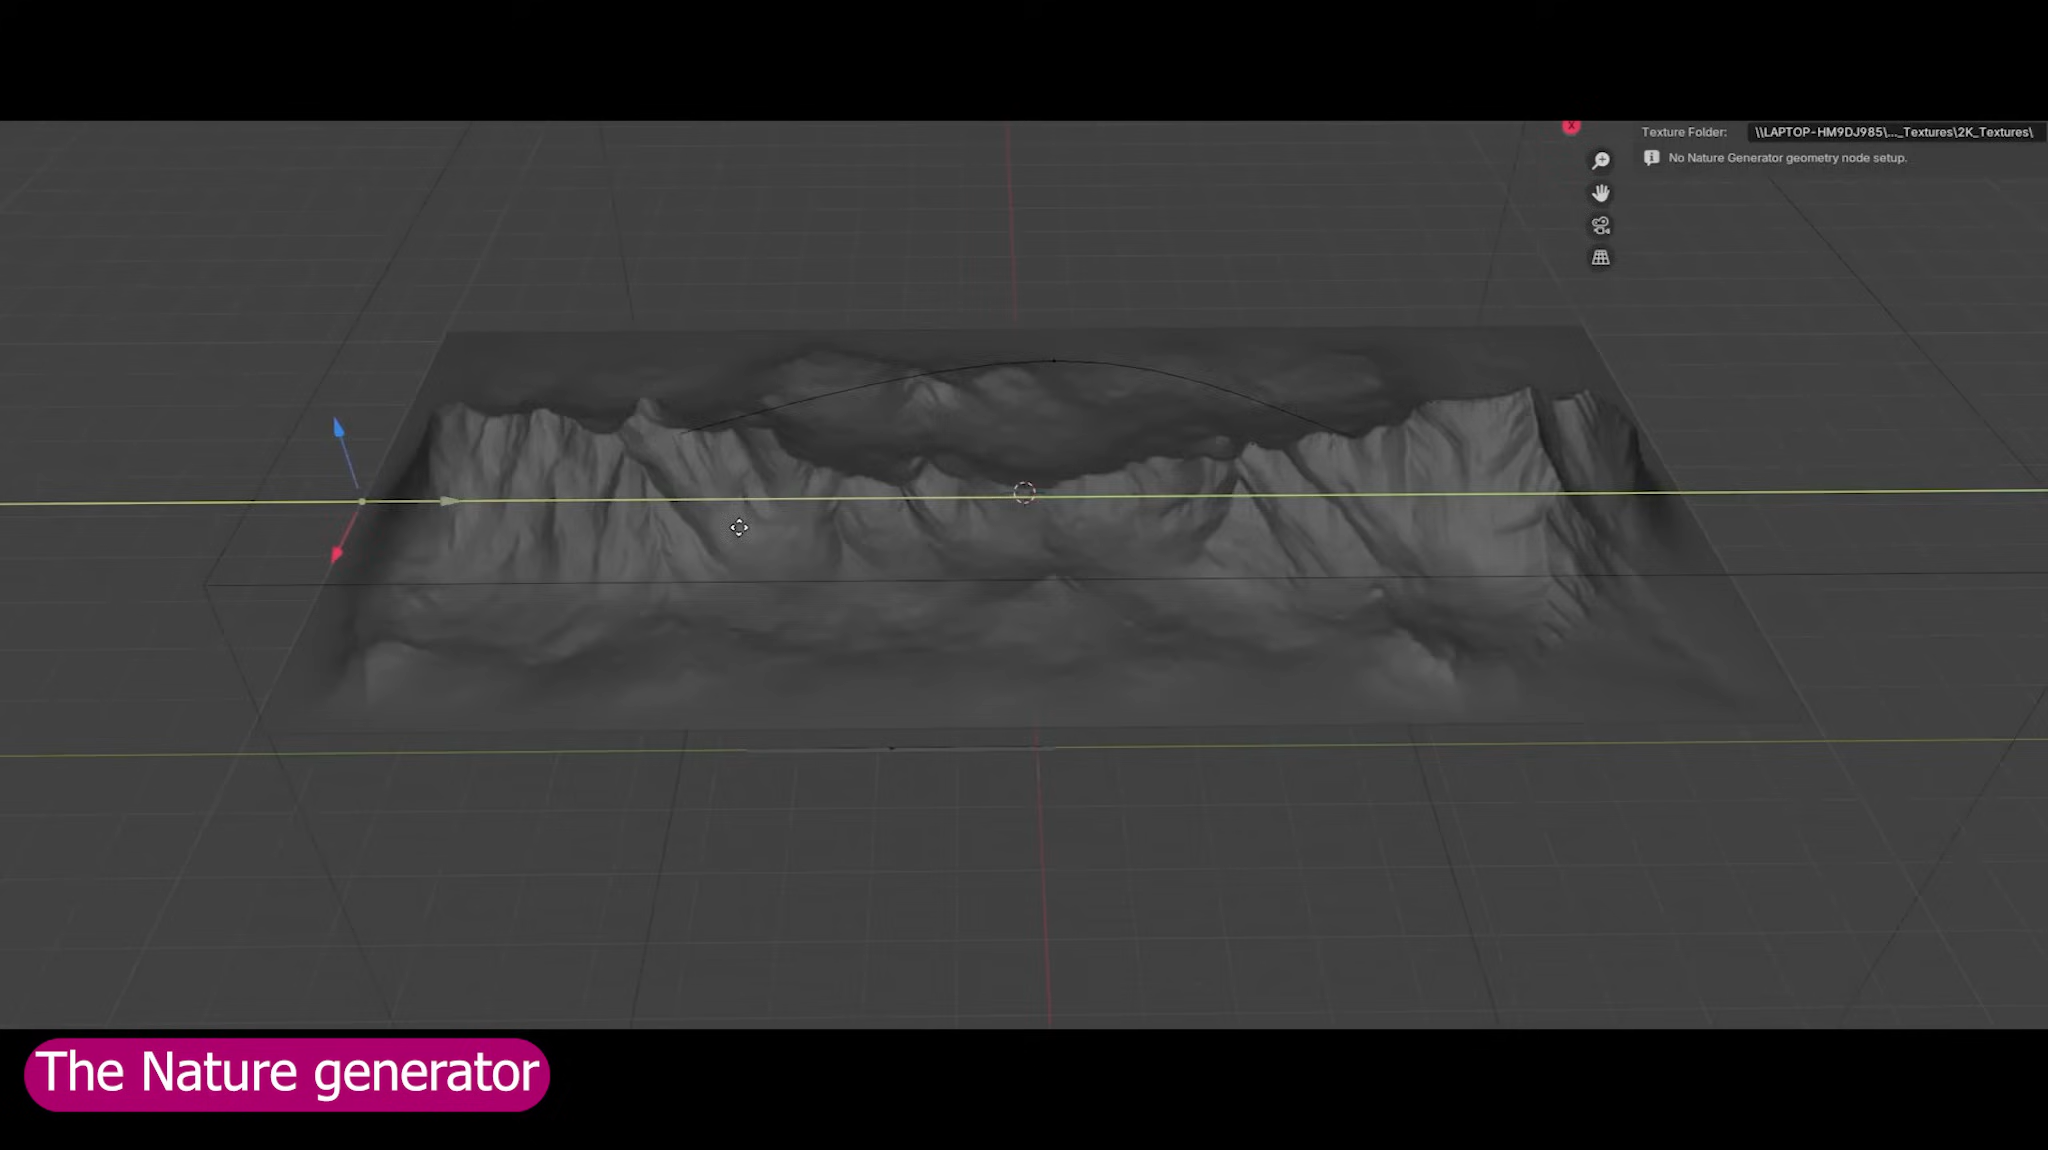 Texture Folder: \\LAPTOP-HM9DJ985\..._Textures\2K_Textures\
No Nature Generator geometry node setup.
The Nature generator